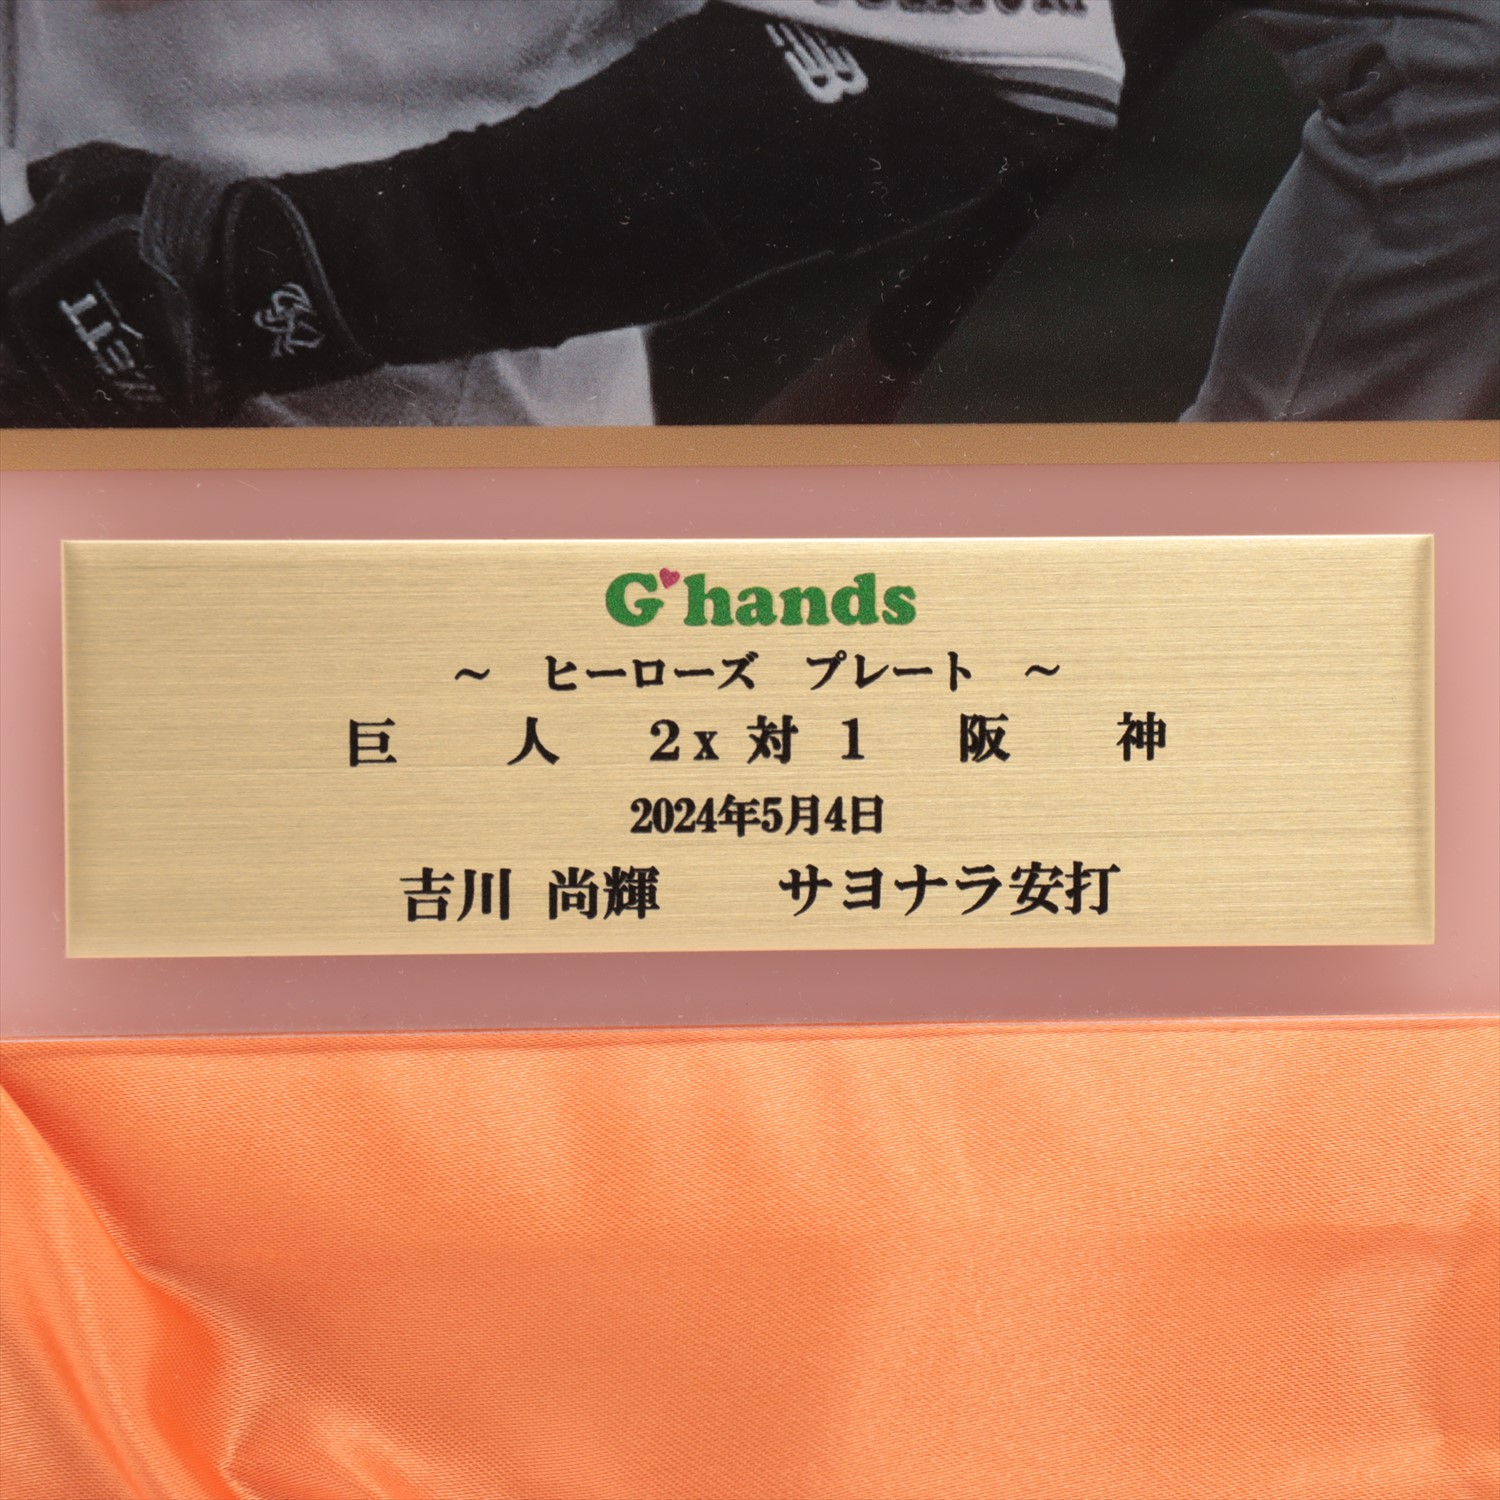 G hands
～ ヒーローズ プレート ～
巨 人 2x 対 1 阪 神
2024年5月4日
吉川 尚輝 サヨナラ安打